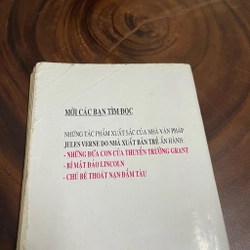 MỜI CÁC BẠN TÌM ĐỌC
NHỮNG TÁC PHẨM XUẤT SẮC CỦA NHÀ VĂN PHÁP
JULES VERNE DO NHÀ XUẤT BẢN TRẺ ẤN HÀNH
- NHỮNG ĐỨA CON CỦA THUYỀN TRƯỞNG GRANT
- BÍ MẬT ĐẢO LINCOLN
- CHÚ BÉ THOÁT NẠN ĐẮM TÀU